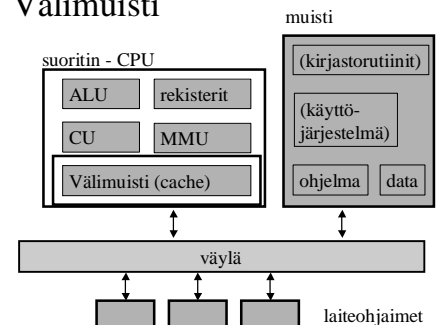 Välimuisti
muisti
suoritin - CPU
ALU
rekisterit
CU
MMU
Välimuisti (cache)
(kirjastorutiinit)
(käyttö-
järjestelmä)
ohjelma
data
väylä
laiteohjaimet